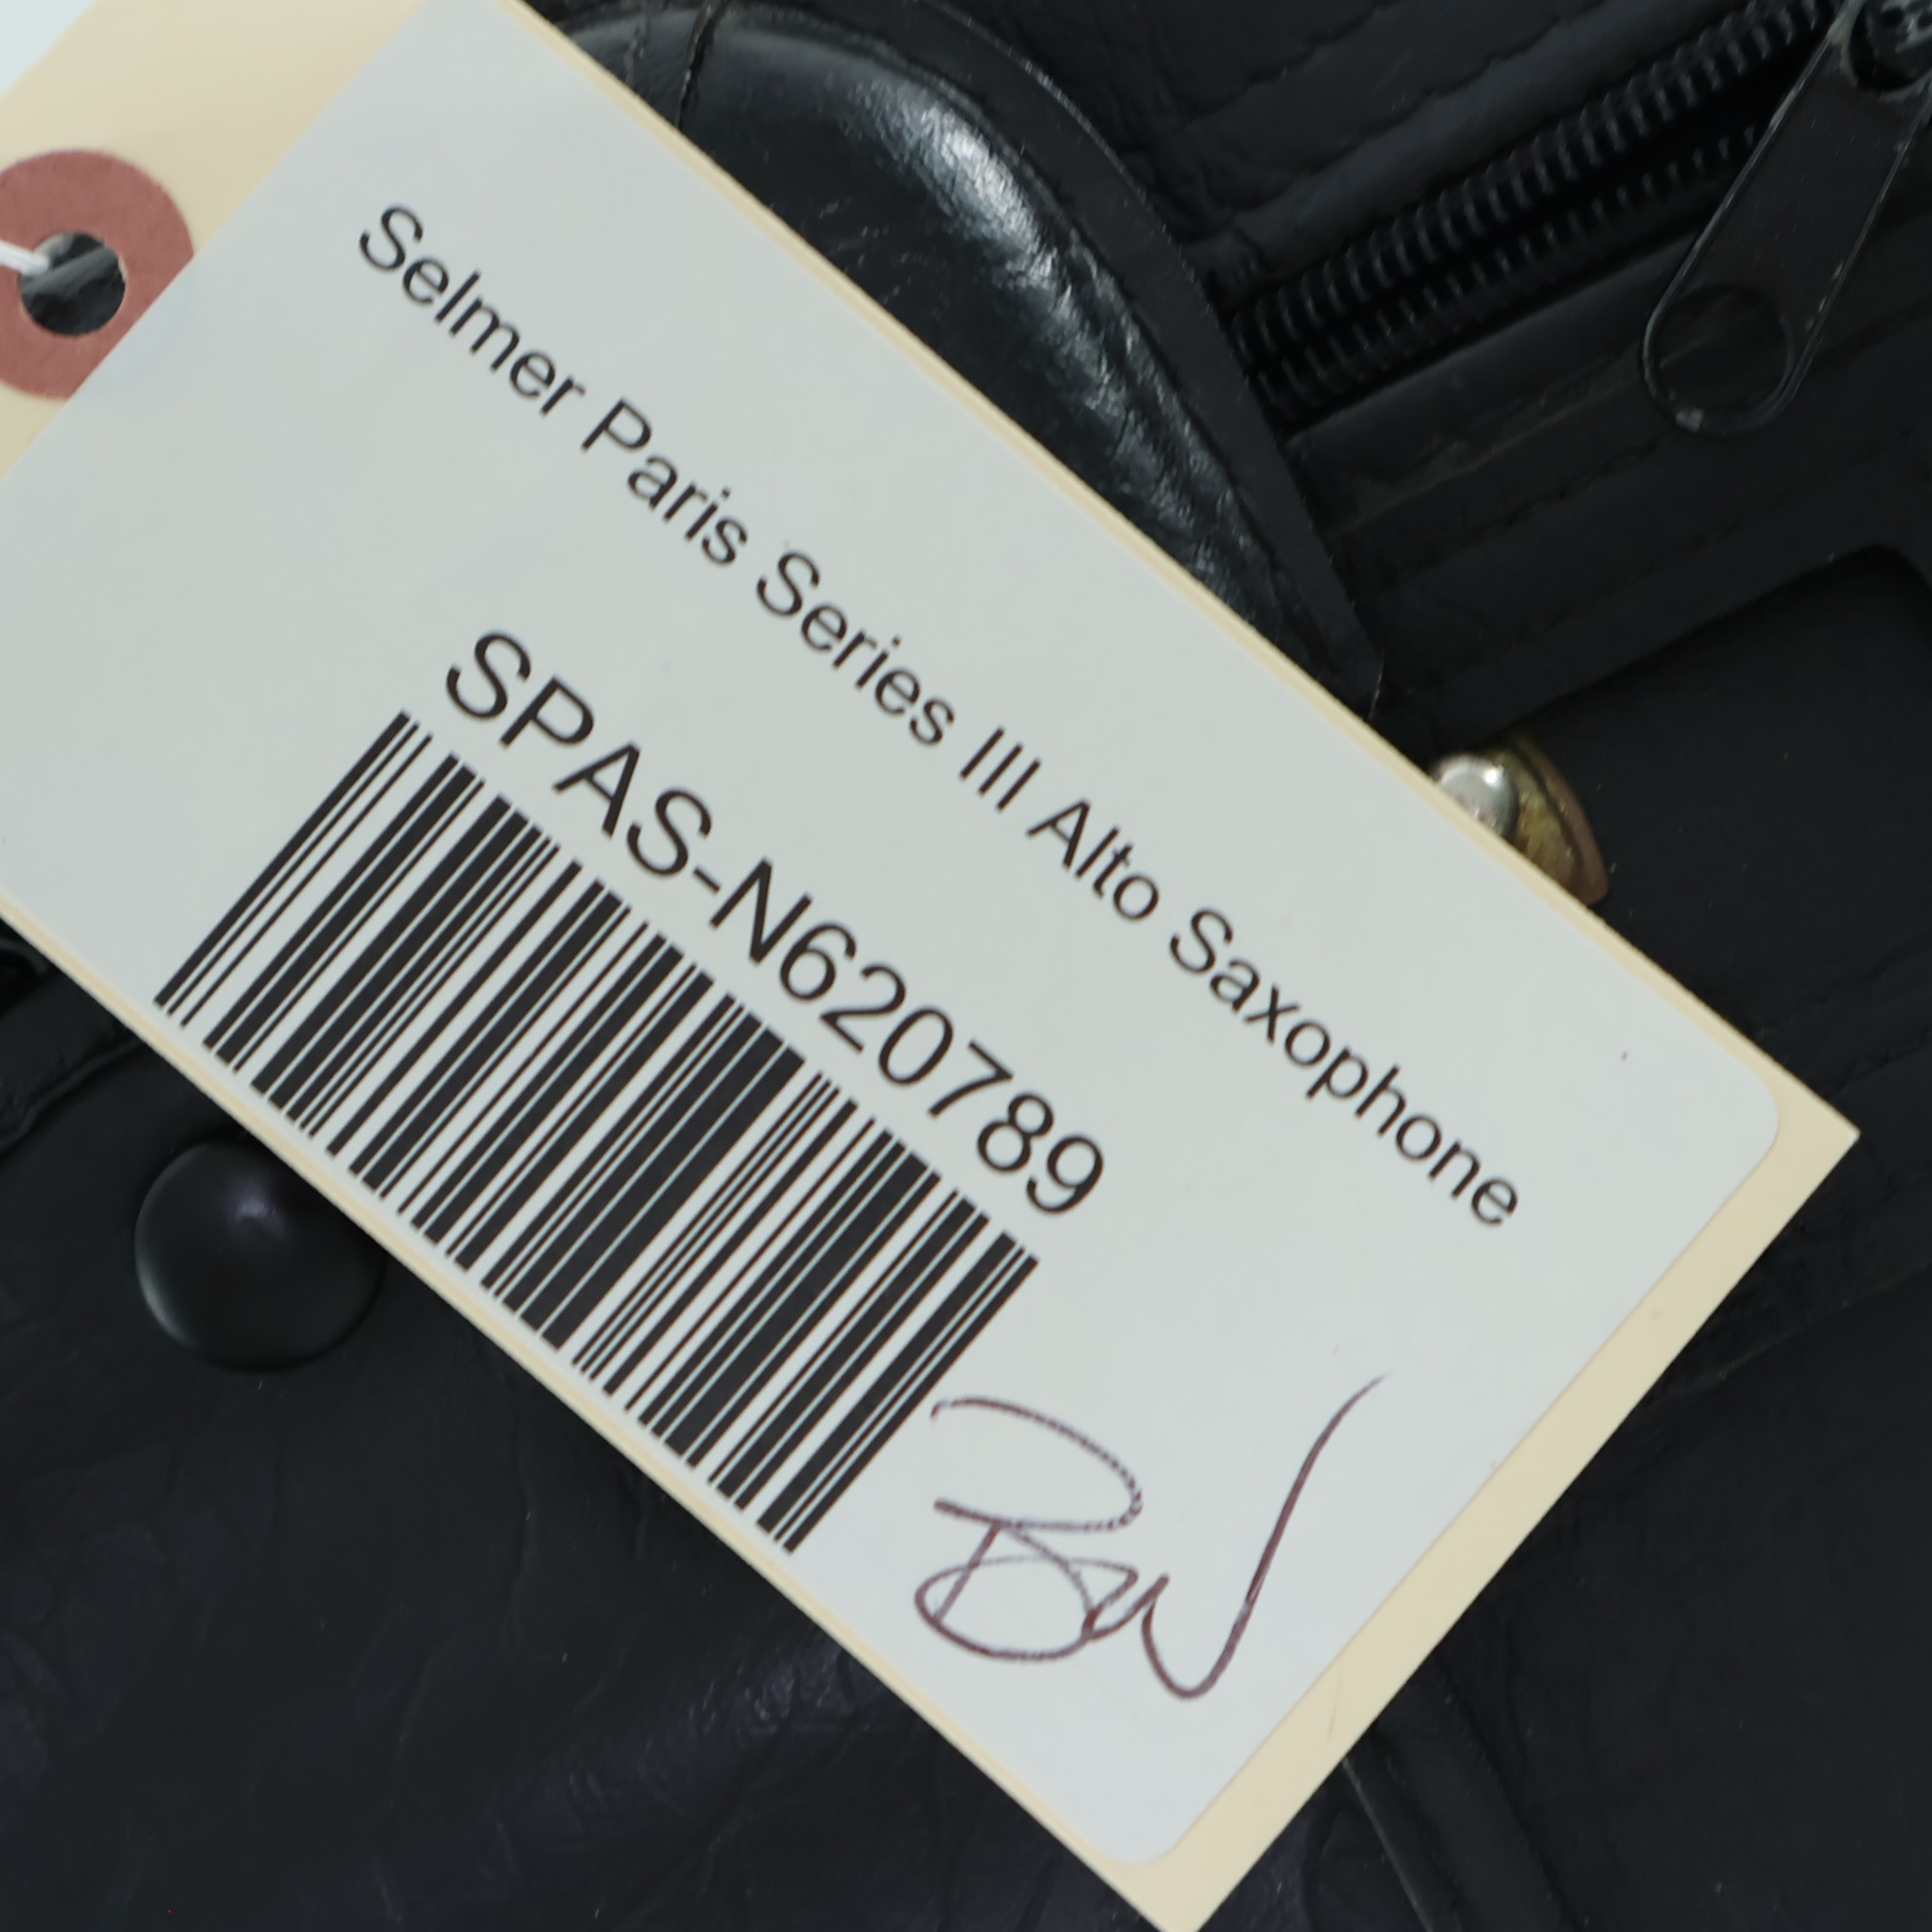 Selmer Paris Series III Alto Saxophone
SPAS-N620789